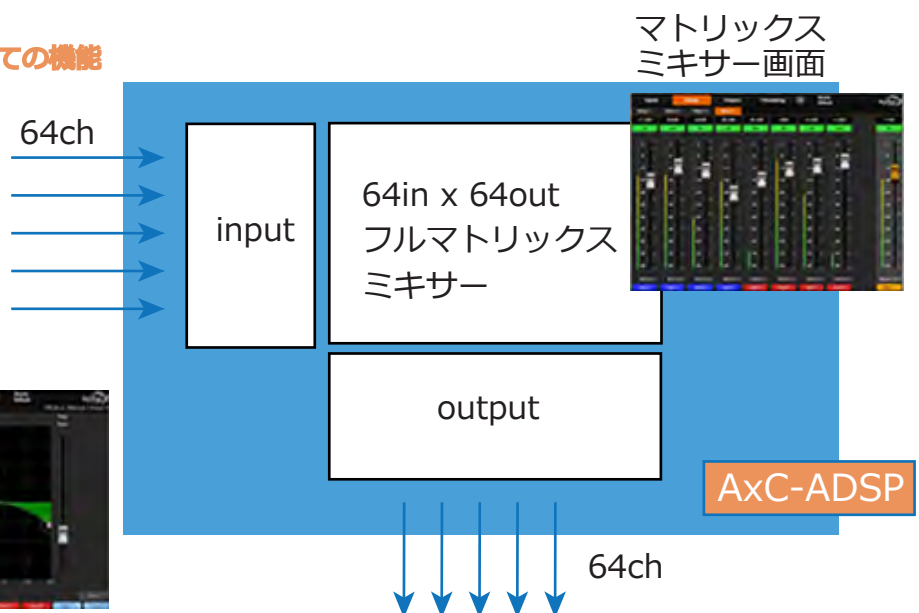 ての機能
マトリックス
ミキサー画面
64ch
input
64in x 64out
フルマトリックス
ミキサー
output
AxC-ADSP
64ch